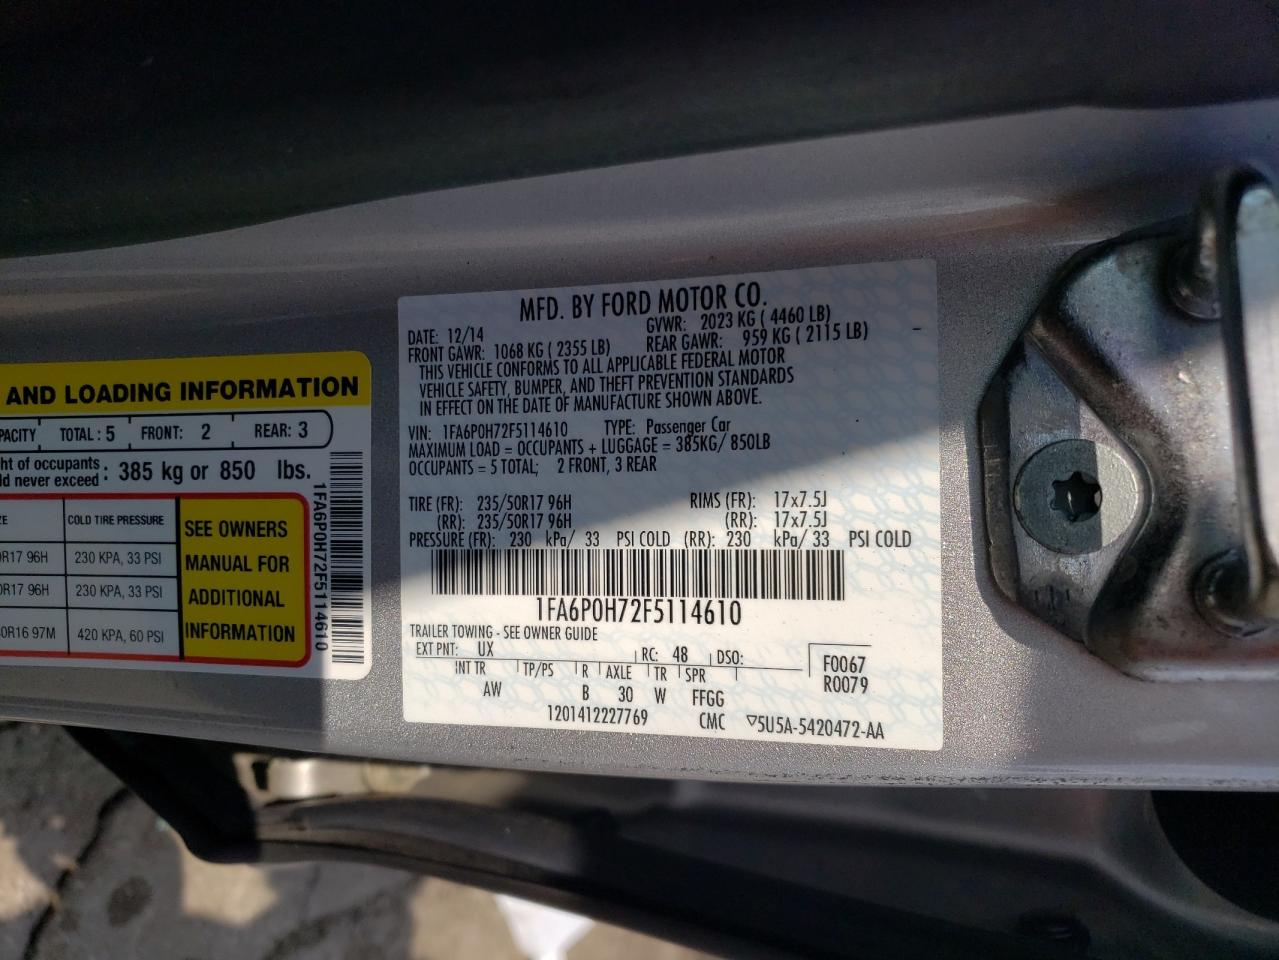 MFD. BY FORD MOTOR CO.
DATE: 12/14 GVWR: 2023 KG ( 4460 LB)
FRONT GAWR: 1068 KG ( 2355 LB) REAR GAWR: 959 KG ( 2115 LB)
THIS VEHICLE CONFORMS TO ALL APPLICABLE FEDERAL MOTOR
VEHICLE SAFETY, BUMPER, AND THEFT PREVENTION STANDARDS
IN EFFECT ON THE DATE OF MANUFACTURE SHOWN ABOVE.
VIN: 1FA6P0H72F5114610 TYPE: Passenger Car
MAXIMUM LOAD = OCCUPANTS + LUGGAGE = 385KG/ 850LB
OCCUPANTS = 5 TOTAL; 2 FRONT, 3 REAR
TIRE (FR): 235/50R17 96H RIMS (FR): 17x7.5J
(RR): 235/50R17 96H (RR): 17x7.5J
PRESSURE (FR): 230 kPa/ 33 PSI COLD (RR): 230 kPa/ 33 PSI COLD
1FA6P0H72F5114610
TRAILER TOWING - SEE OWNER GUIDE
EXT PNT: UX RC: 48 DSO: F0067
INT TR TP/PS R AXLE TR SPR R0079
AW B 30 W FFGG
1201412227769 CMC ▽5U5A-5420472-AA
AND LOADING INFORMATION
PACITY TOTAL : 5 FRONT: 2 REAR: 3
ht of occupants
d never exceed : 385 kg or 850 lbs.
ZE COLD TIRE PRESSURE
0R17 96H 230 KPA, 33 PSI
0R17 96H 230 KPA, 33 PSI
0R16 97M 420 KPA, 60 PSI
SEE OWNERS
MANUAL FOR
ADDITIONAL
INFORMATION
1FA6P0H72F5114610